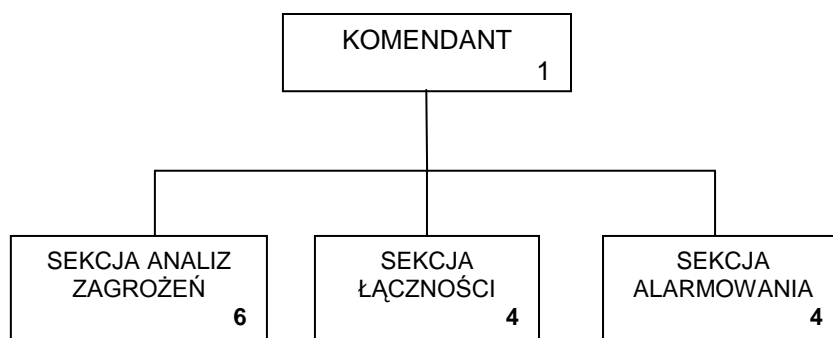 KOMENDANT
1
SEKCJA ANALIZ
ZAGROŻEŃ
6
SEKCJA
ŁĄCZNOŚCI
4
SEKCJA
ALARMOWANIA
4